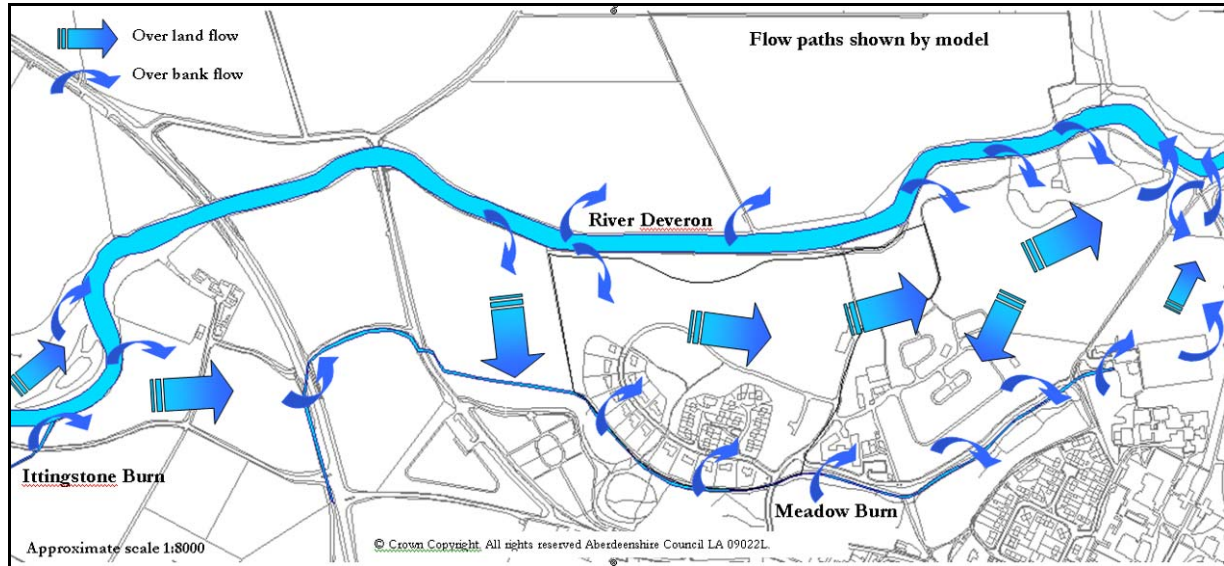 Over land flow
Flow paths shown by model
Over bank flow
River Deveron
Ittingstone Burn
Meadow Burn
Approximate scale 1:8000
© Crown Copyright. All rights reserved Aberdeenshire Council LA 09022L.